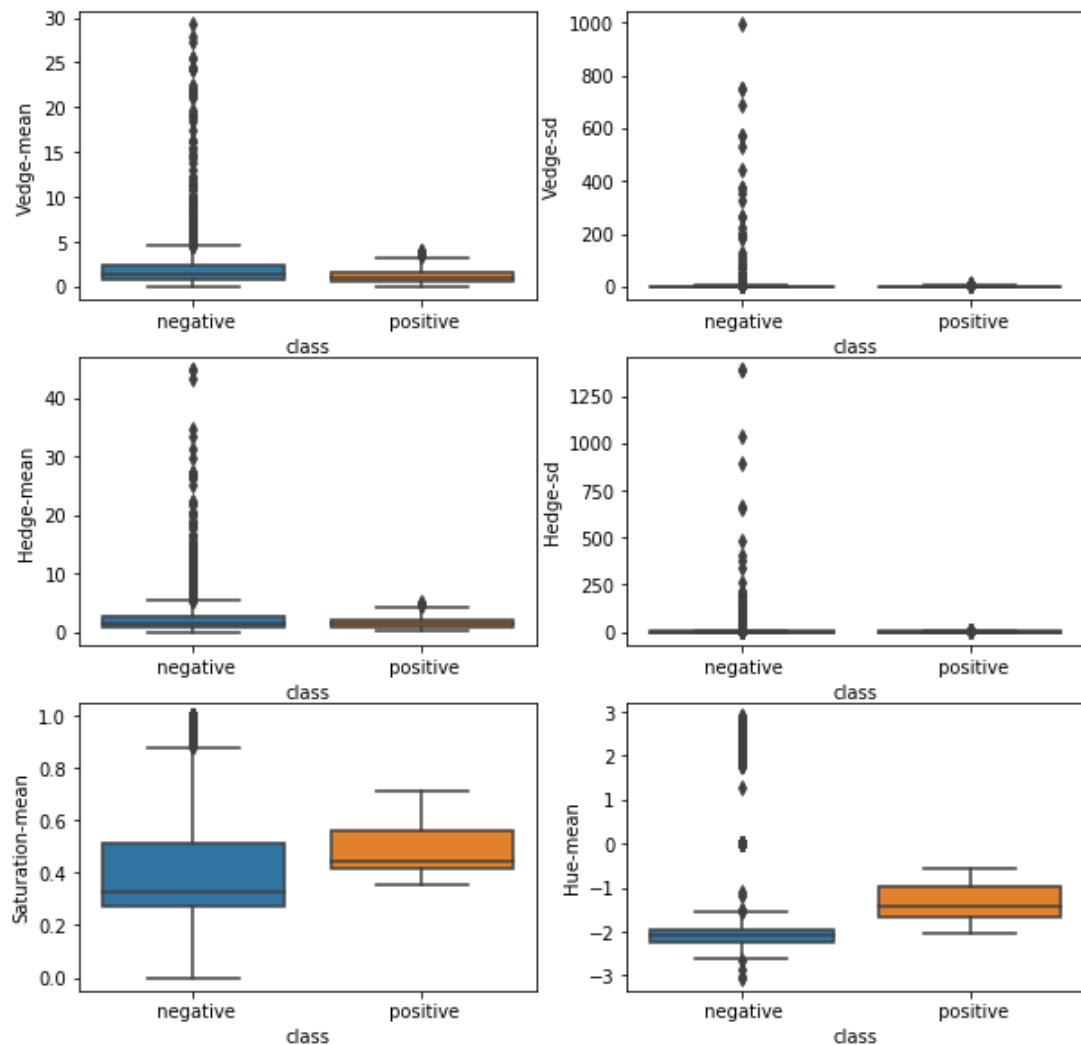 30
25
20
15
10
5
0
Vedge-mean
negative positive
class
1000
800
600
400
200
0
Vedge-sd
negative positive
class
40
30
20
10
0
Hedge-mean
negative positive
class
1250
1000
750
500
250
0
Hedge-sd
negative positive
class
1.0
0.8
0.6
0.4
0.2
0.0
Saturation-mean
negative positive
class
3
2
1
0
−1
−2
−3
Hue-mean
negative positive
class